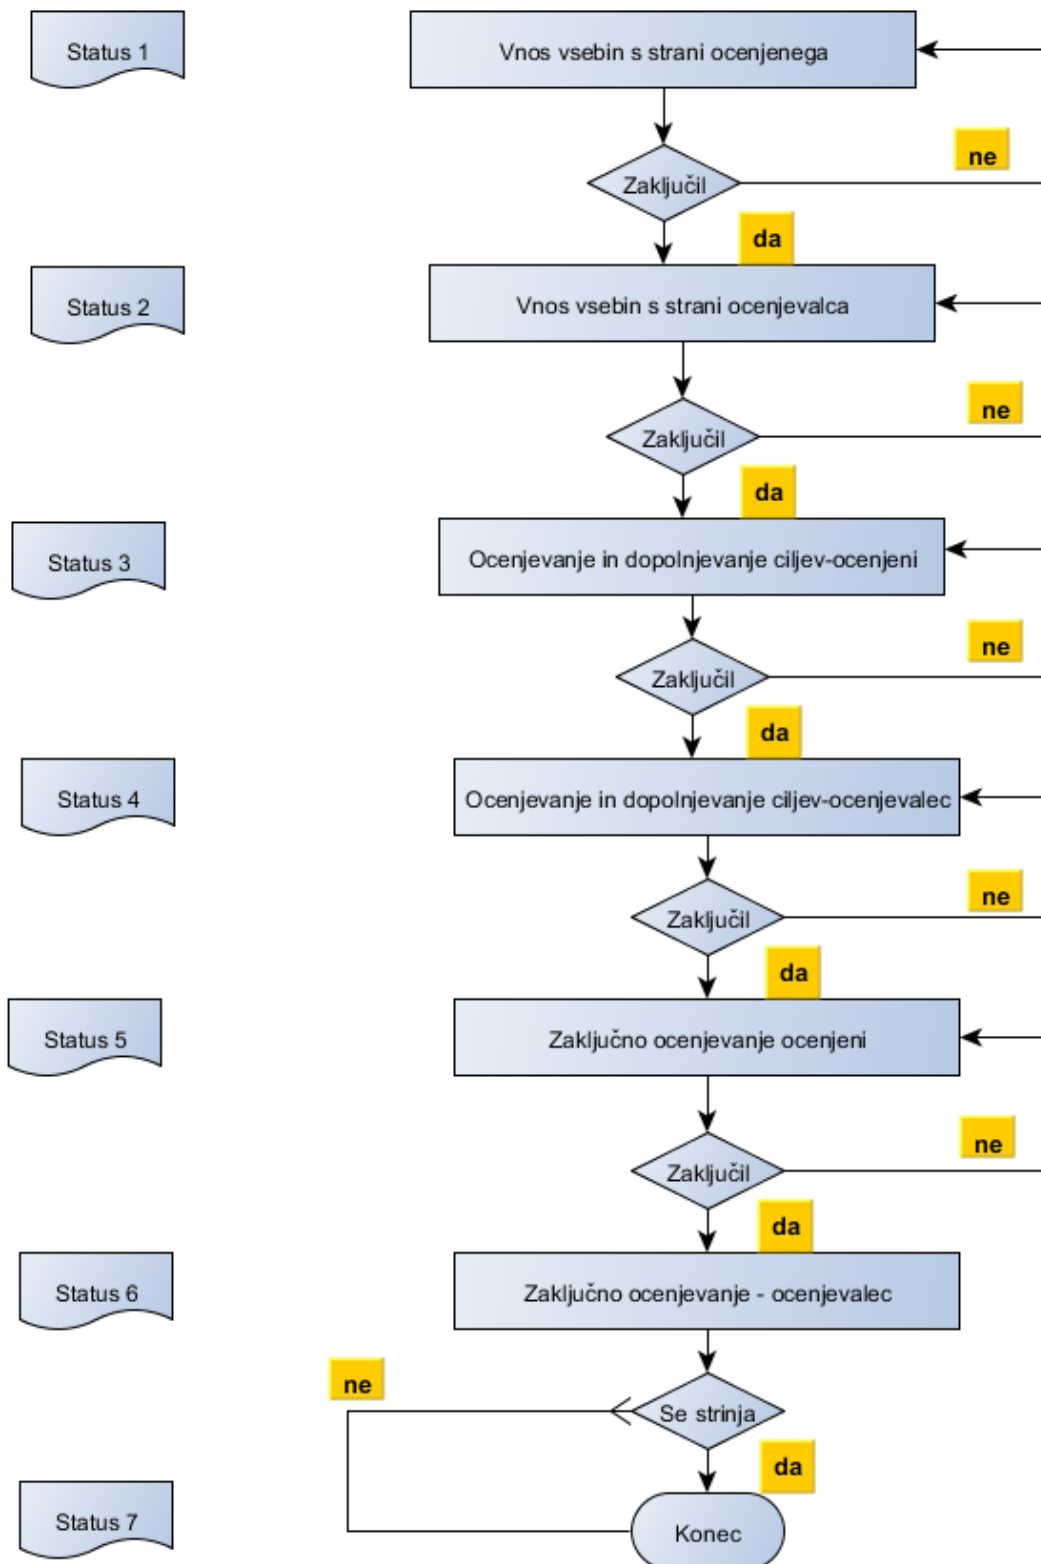 Status 1
Vnos vsebin s strani ocenjenega
ne
Zaključil
da
Status 2
Vnos vsebin s strani ocenjevalca
ne
Zaključil
da
Status 3
Ocenjevanje in dopolnjevanje ciljev-ocenjeni
ne
Zaključil
da
Status 4
Ocenjevanje in dopolnjevanje ciljev-ocenjevalec
ne
Zaključil
da
Status 5
Zaključno ocenjevanje ocenjeni
ne
Zaključil
da
Status 6
Zaključno ocenjevanje - ocenjevalec
ne
Se strinja
da
Status 7
Konec